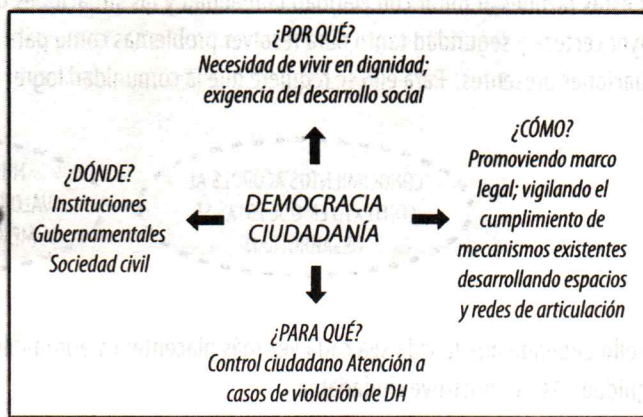 ¿POR QUÉ?
Necesidad de vivir en dignidad;
exigencia del desarrollo social
¿DÓNDE?
Instituciones
Gubernamentales
Sociedad civil
DEMOCRACIA
CIUDADANÍA
¿CÓMO?
Promoviendo marco
legal; vigilando el
cumplimiento de
mecanismos existentes
desarrollando espacios
y redes de articulación
¿PARA QUÉ?
Control ciudadano Atención a
casos de violación de DH